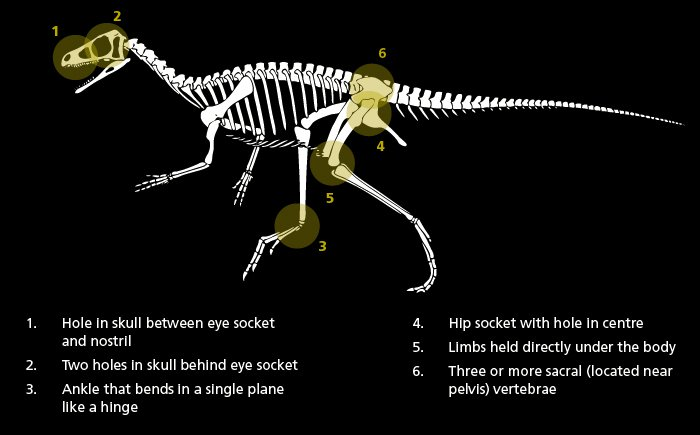 1
2
6
4
5
3
1. Hole in skull between eye socket
and nostril
2. Two holes in skull behind eye socket
3. Ankle that bends in a single plane
like a hinge
4. Hip socket with hole in centre
5. Limbs held directly under the body
6. Three or more sacral (located near
pelvis) vertebrae